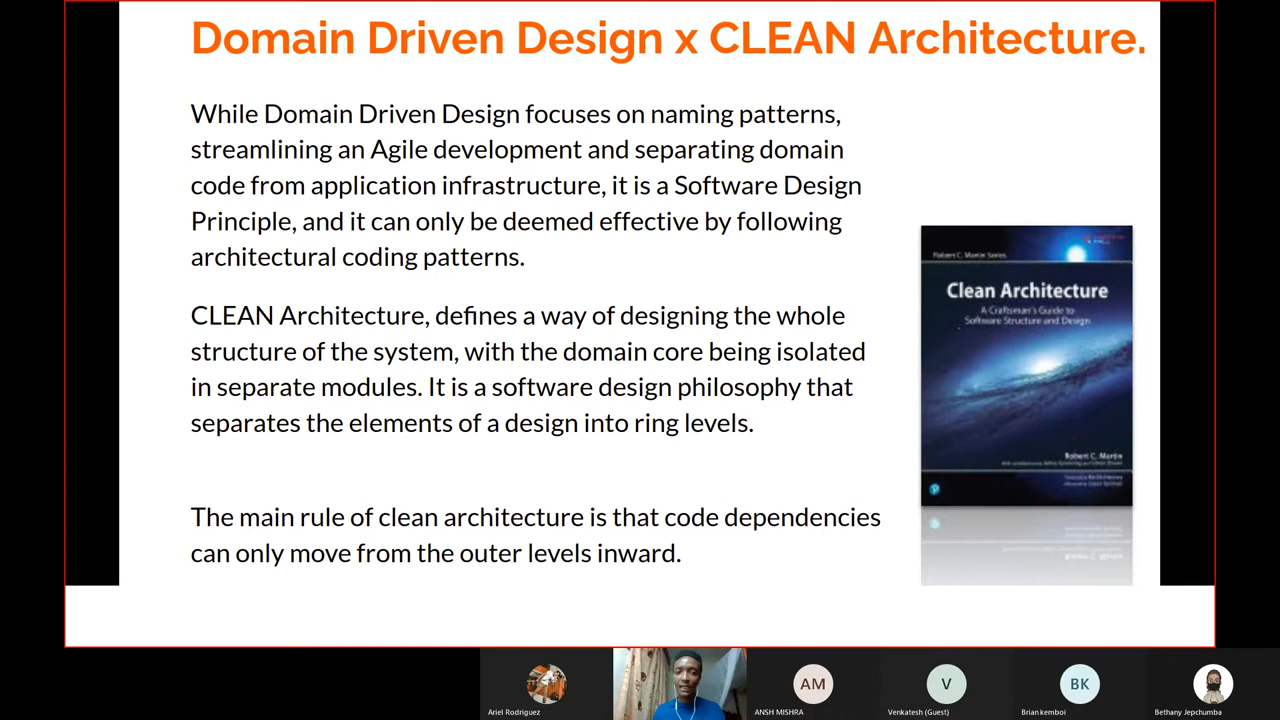 Domain Driven Design x CLEAN Architecture.
While Domain Driven Design focuses on naming patterns,
streamlining an Agile development and separating domain
code from application infrastructure, it is a Software Design
Principle, and it can only be deemed effective by following
architectural coding patterns.
CLEAN Architecture, defines a way of designing the whole
structure of the system, with the domain core being isolated
in separate modules. It is a software design philosophy that
separates the elements of a design into ring levels.
The main rule of clean architecture is that code dependencies
can only move from the outer levels inward.
Robert C. Martin Series
Clean Architecture
A Craftsman's Guide to
Software Structure and Design
Robert C. Martin
AM
V
BK
Ariel Rodriguez
ANSH MISHRA
Venkatesh (Guest)
Brian kemboi
Bethany Jepchumba